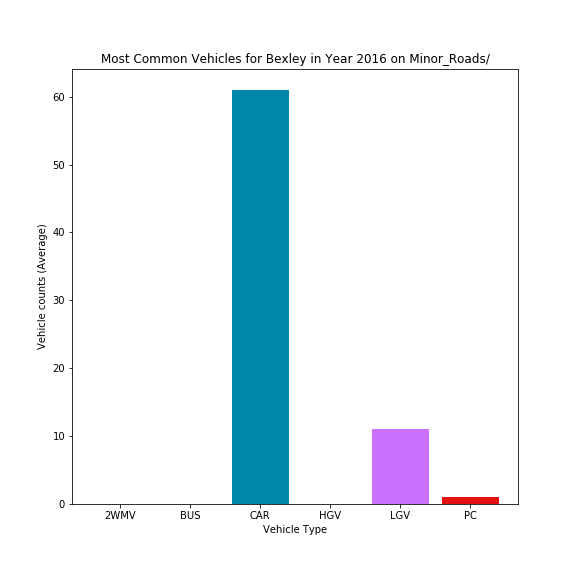 Most Common Vehicles for Bexley in Year 2016 on Minor_Roads/
60
50
40
30
20
10
0
Vehicle counts (Average)
2WMV BUS CAR HGV LGV PC
Vehicle Type